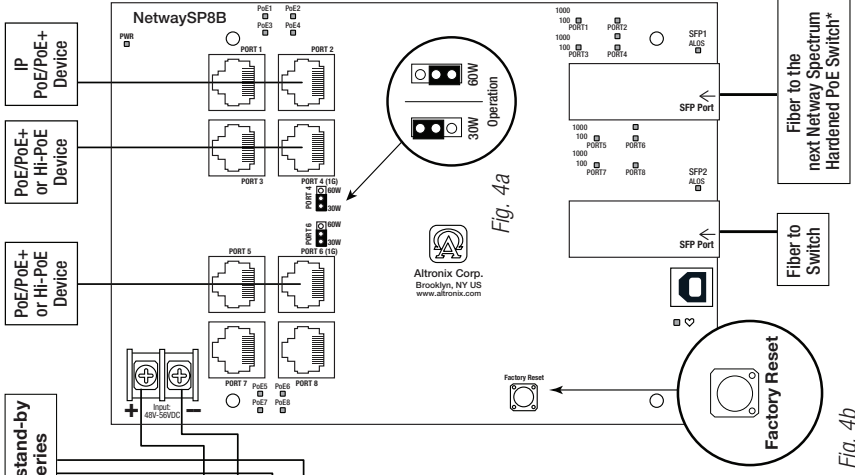 NetwaySP8B
PWR
PoE1 PoE2
PoE3 PoE4
PORT 1
PORT 2
PORT 3
PORT 4 (1G)
PORT 4
60W
30W
PORT 6
60W
30W
PORT 5
PORT 6 (1G)
PORT 7
PORT 8
PoE5 PoE6
PoE7 PoE8
IP
PoE/PoE+
Device
PoE/PoE+
or Hi-PoE
Device
PoE/PoE+
or Hi-PoE
Device
+
Input:
48V-56VDC
–
stand-by
eries
60W
30W
Operation
Fig. 4a
Altronix Corp.
Brooklyn, NY US
www.altronix.com
1000
100
PORT1 PORT2
1000
100
PORT3 PORT4
SFP1
ALOS
SFP Port
1000
100
PORT5 PORT6
1000
100
PORT7 PORT8
SFP2
ALOS
SFP Port
Fiber to the
next Netway Spectrum
Hardened PoE Switch*
Fiber to
Switch
Factory Reset
Factory Reset
Fig. 4b